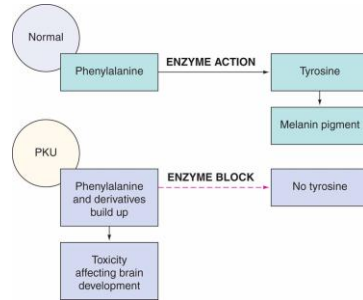 Normal
Phenylalanine
ENZYME ACTION
Tyrosine
Melanin pigment
PKU
Phenylalanine
and derivatives
build up
ENZYME BLOCK
No tyrosine
Toxicity
affecting brain
development